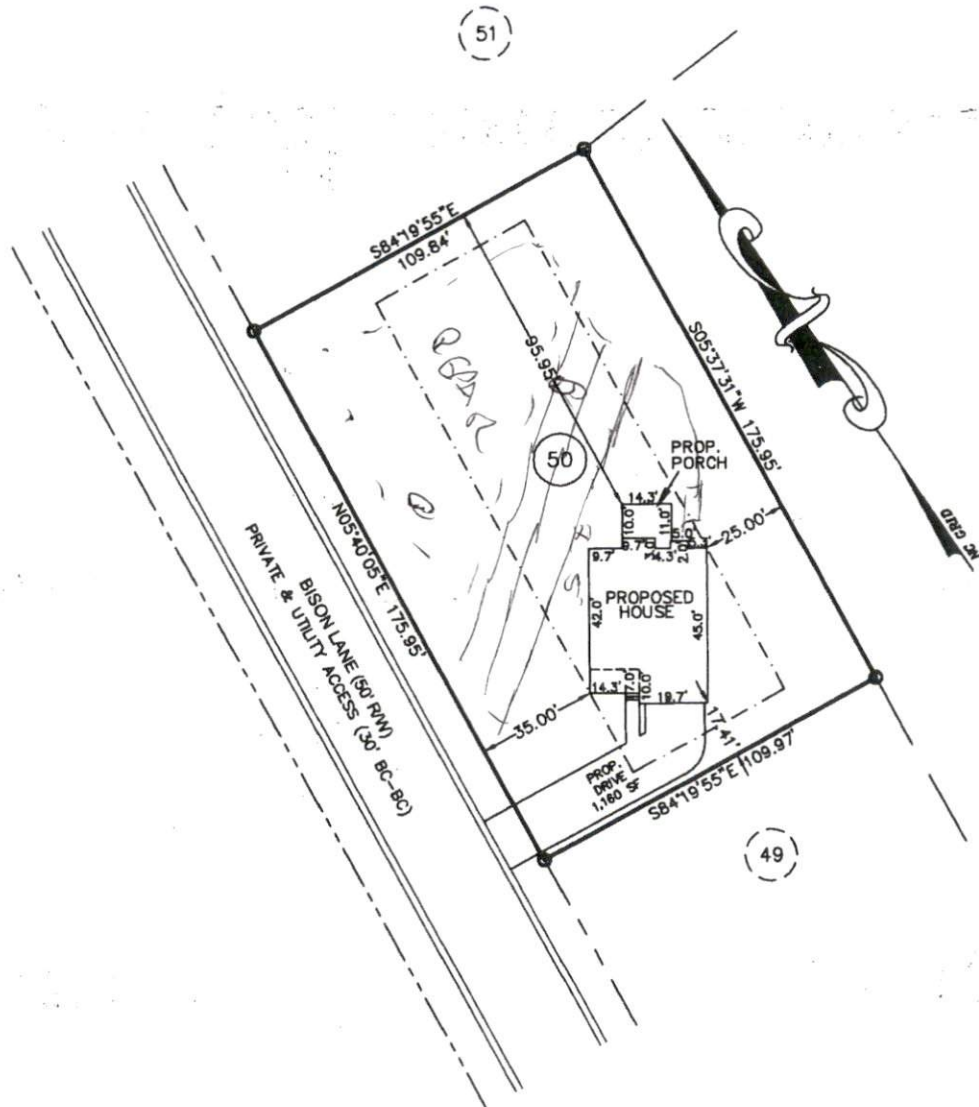 51
S84°19'55"E
109.84'
95.95'
S05°37'31"W 175.95'
50
PROP.
PORCH
14.3'
10.0'
11.0'
25.00'
NC GRID
9.7'
9.7'
14.3'
2.0'
N05°40'05"E 175.95'
PROPOSED
HOUSE
42.0'
45.0'
BISON LANE (50' R/W)
PRIVATE & UTILITY ACCESS (30' BC-BC)
14.3'
7.0'
10.0'
19.7'
35.00'
17.41'
PROP.
DRIVE
1,160 SF
S84°19'55"E 109.97'
49